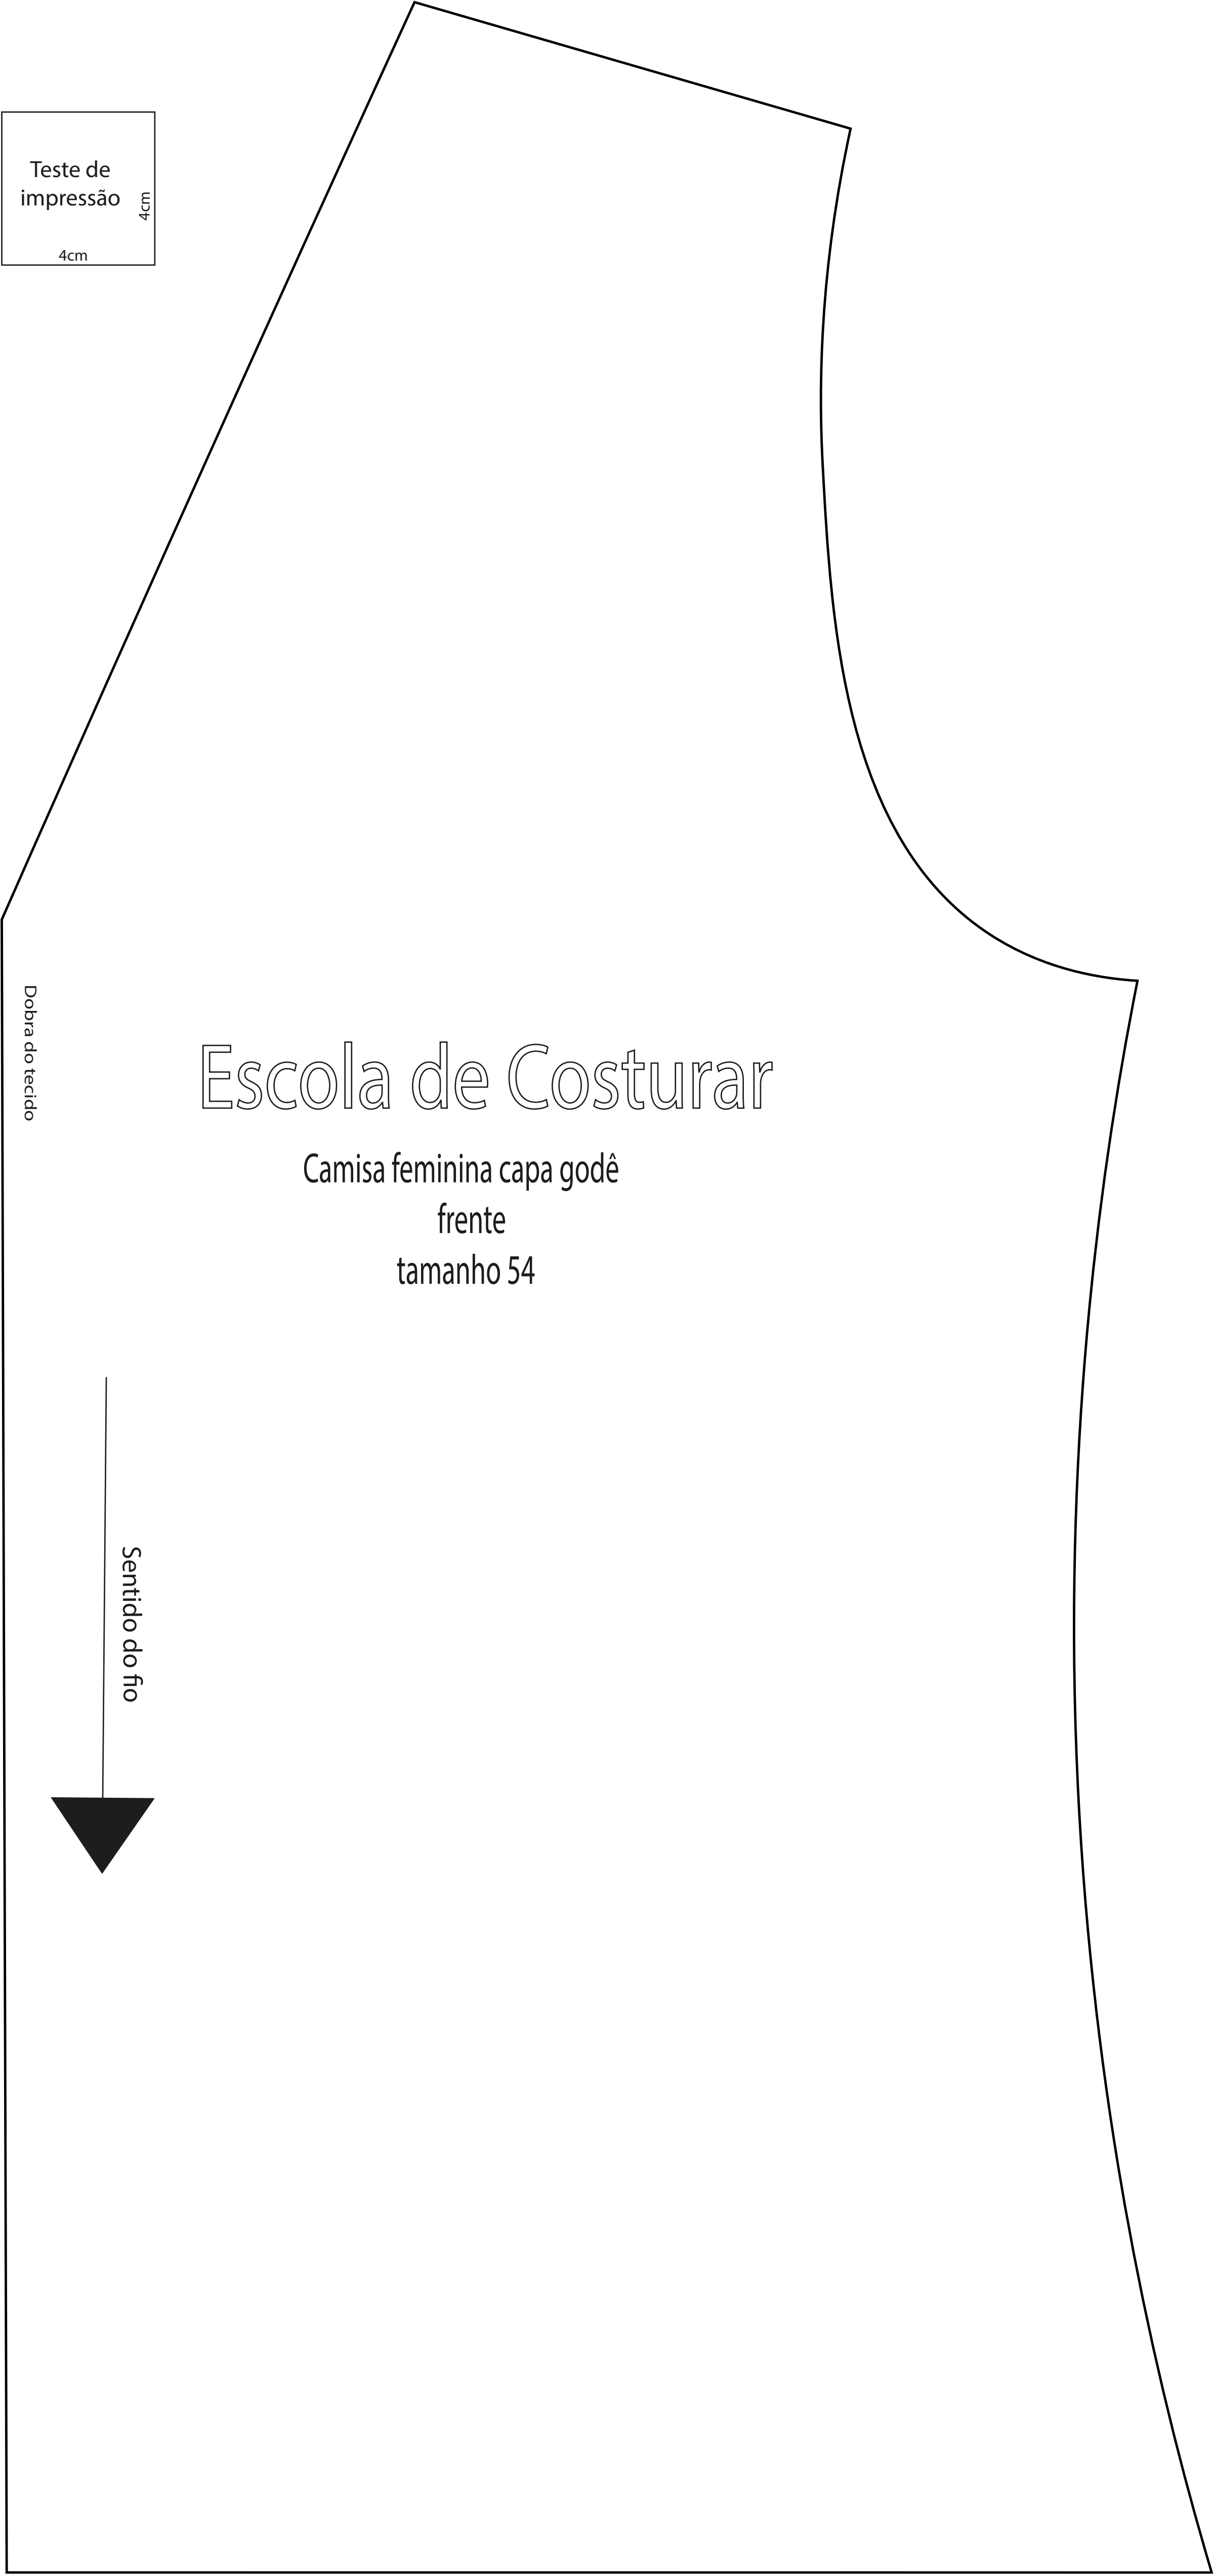 Teste de
impressão
4cm
4cm
Dobra do tecido
Escola de Costurar
Camisa feminina capa godê
frente
tamanho 54
Sentido do fio